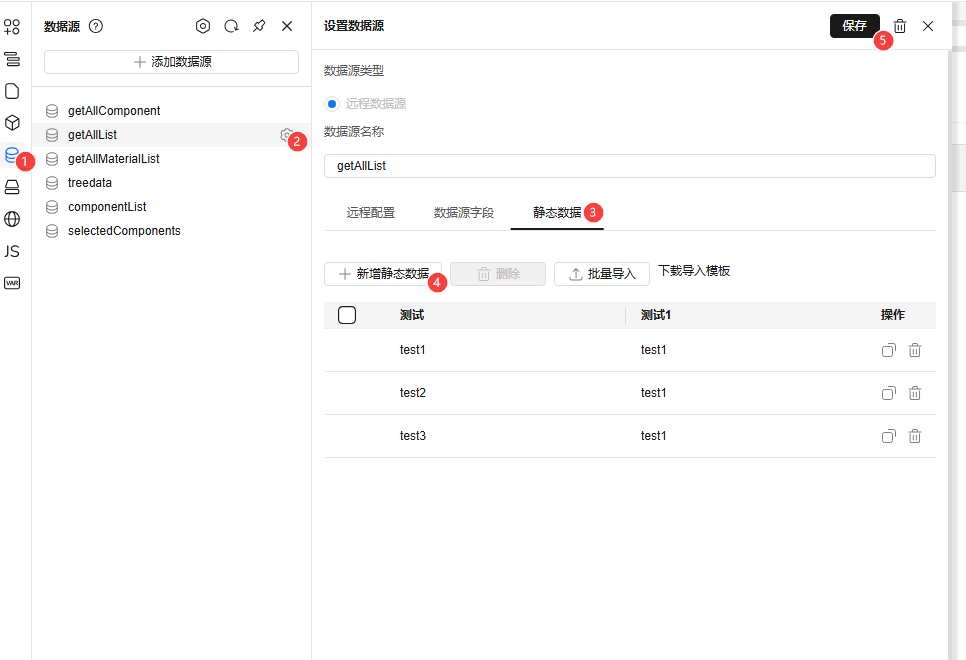 数据源
添加数据源
getAllComponent
getAllList
2
getAllMaterialList
1
treedata
componentList
selectedComponents
JS
VAR
设置数据源
保存
5
数据源类型
远程数据源
数据源名称
getAllList
远程配置 数据源字段 静态数据 3
新增静态数据 4 删除 批量导入 下载导入模板
测试 测试1 操作
test1 test1
test2 test1
test3 test1